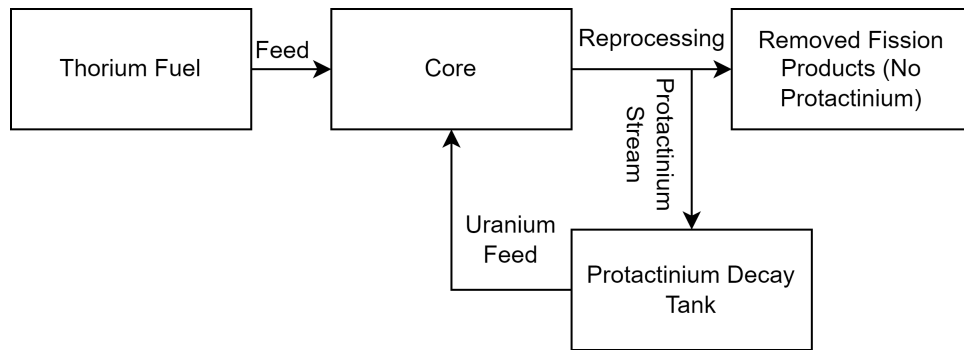 Thorium Fuel
Feed
Core
Reprocessing
Removed Fission
Products (No
Protactinium)
Protactinium
Stream
Uranium
Feed
Protactinium Decay
Tank